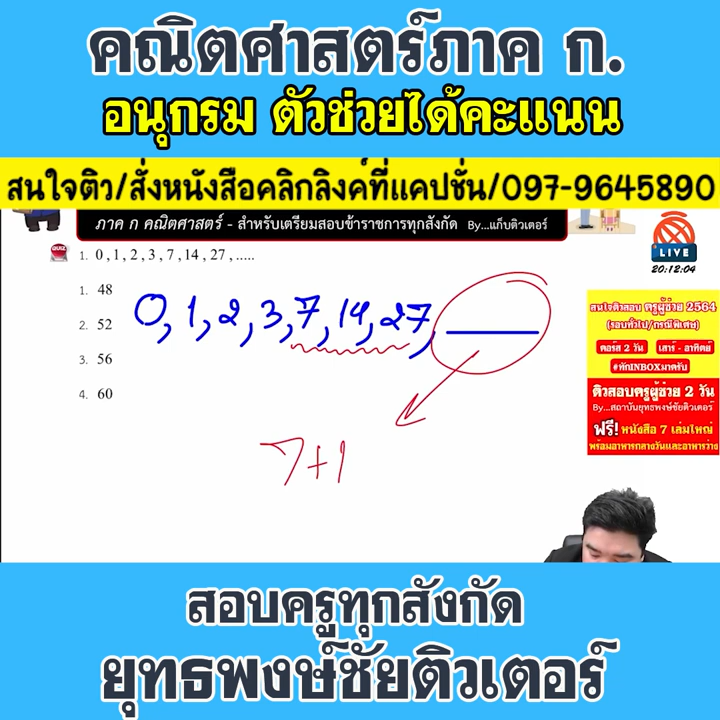 คณิตศาสตร์ภาค ก.
อนุกรม ตัวช่วยได้คะแนน
สนใจติว/สั่งหนังสือคลิกลิงค์ที่แคปชั่น/097-9645890
ภาค ก คณิตศาสตร์ - สำหรับเตรียมสอบข้าราชการทุกสังกัด By...แก็บติวเตอร์
QUIZ
1. 0 , 1 , 2 , 3 , 7 , 14 , 27 , .....
1. 48
2. 52
3. 56
4. 60
0, 1, 2, 3, 7, 14, 27,
7+1
LIVE
20:12:04
สนใจติวสอบ ครูผู้ช่วย 2564
(รอบทั่วไป/กรณีพิเศษ)
คอร์ส 2 วัน เสาร์ - อาทิตย์
#ทักINBOXมาครับ
ติวสอบครูผู้ช่วย 2 วัน
By...สถาบันยุทธพงษ์ชัยติวเตอร์
ฟรี! หนังสือ 7 เล่มใหญ่
พร้อมอาหารกลางวันและอาหารว่าง
สอบครูทุกสังกัด
ยุทธพงษ์ชัยติวเตอร์